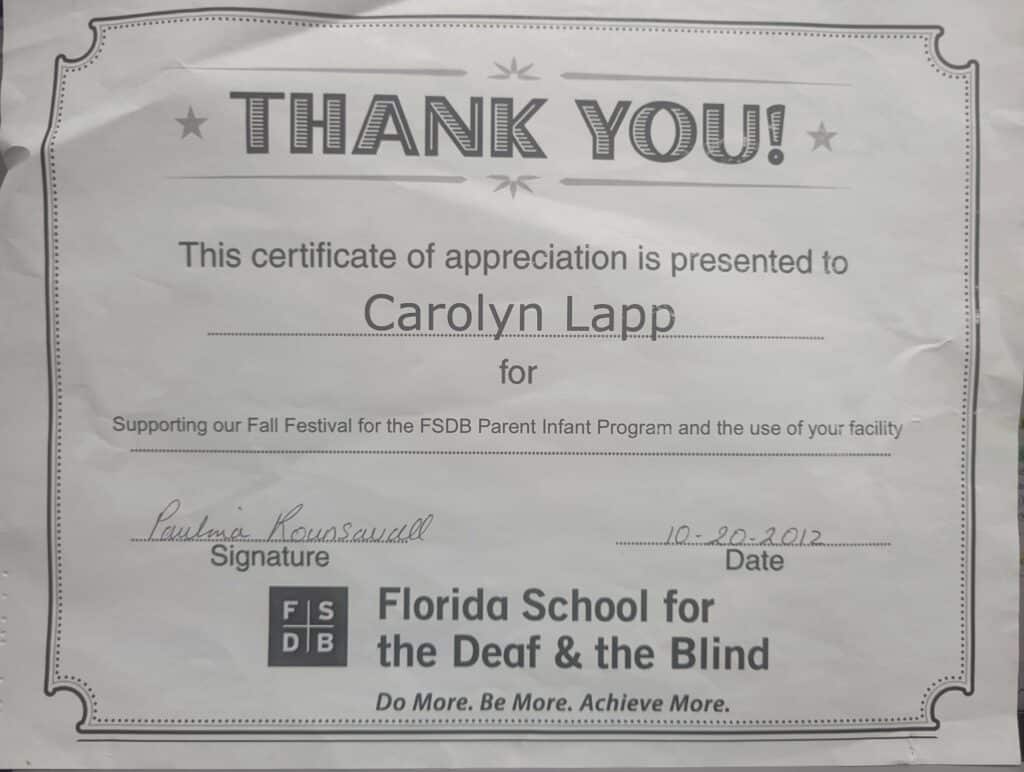 THANK YOU!
This certificate of appreciation is presented to
Carolyn Lapp
for
Supporting our Fall Festival for the FSDB Parent Infant Program and the use of your facility
Paulina Rounsavall 10-20-2012
Signature Date
FS
DB
Florida School for
the Deaf & the Blind
Do More. Be More. Achieve More.